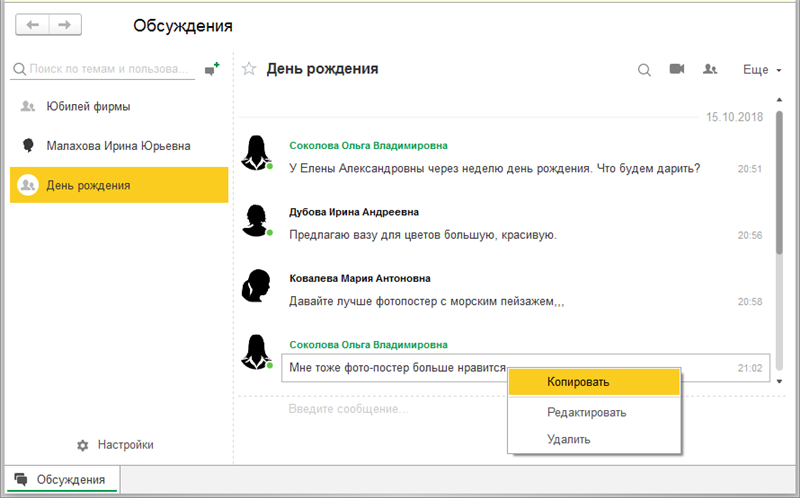 Обсуждения
Поиск по темам и пользова...
Юбилей фирмы
Малахова Ирина Юрьевна
День рождения
Настройки
День рождения
Еще
15.10.2018
Соколова Ольга Владимировна
У Елены Александровны через неделю день рождения. Что будем дарить? 20:51
Дубова Ирина Андреевна
Предлагаю вазу для цветов большую, красивую. 20:56
Ковалева Мария Антоновна
Давайте лучше фотопостер с морским пейзажем,,, 20:58
Соколова Ольга Владимировна
Мне тоже фото-постер больше нравится 21:02
Введите сообщение...
Копировать
Редактировать
Удалить
Обсуждения